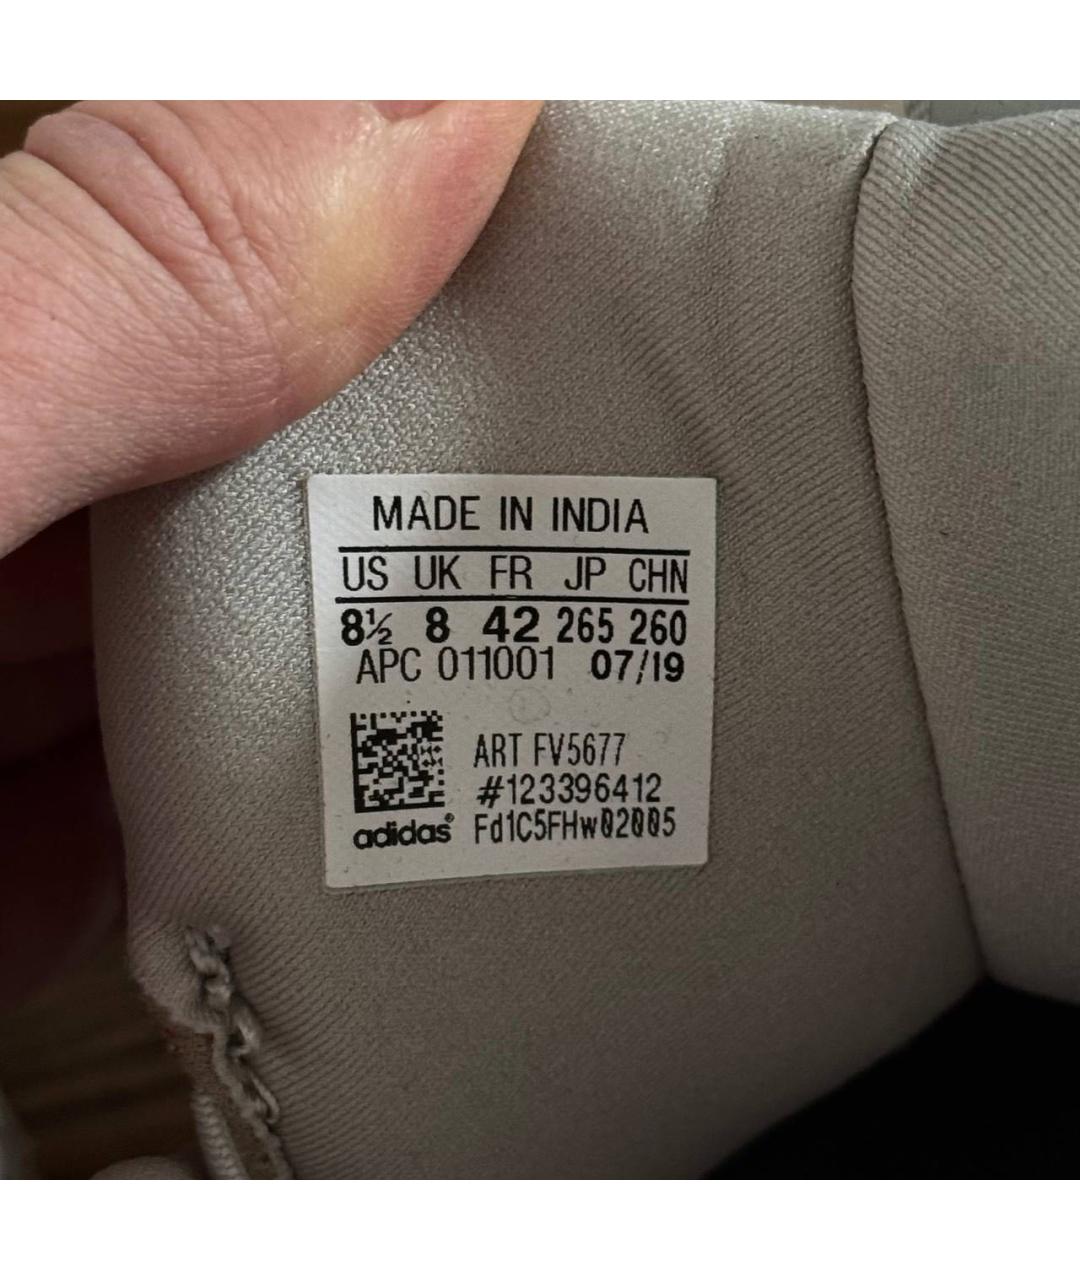 MADE IN INDIA
US UK FR JP CHN
8½ 8 42 265 260
APC 011001 07/19
ART FV5677
#123396412
adidas® Fd1C5FHw02005